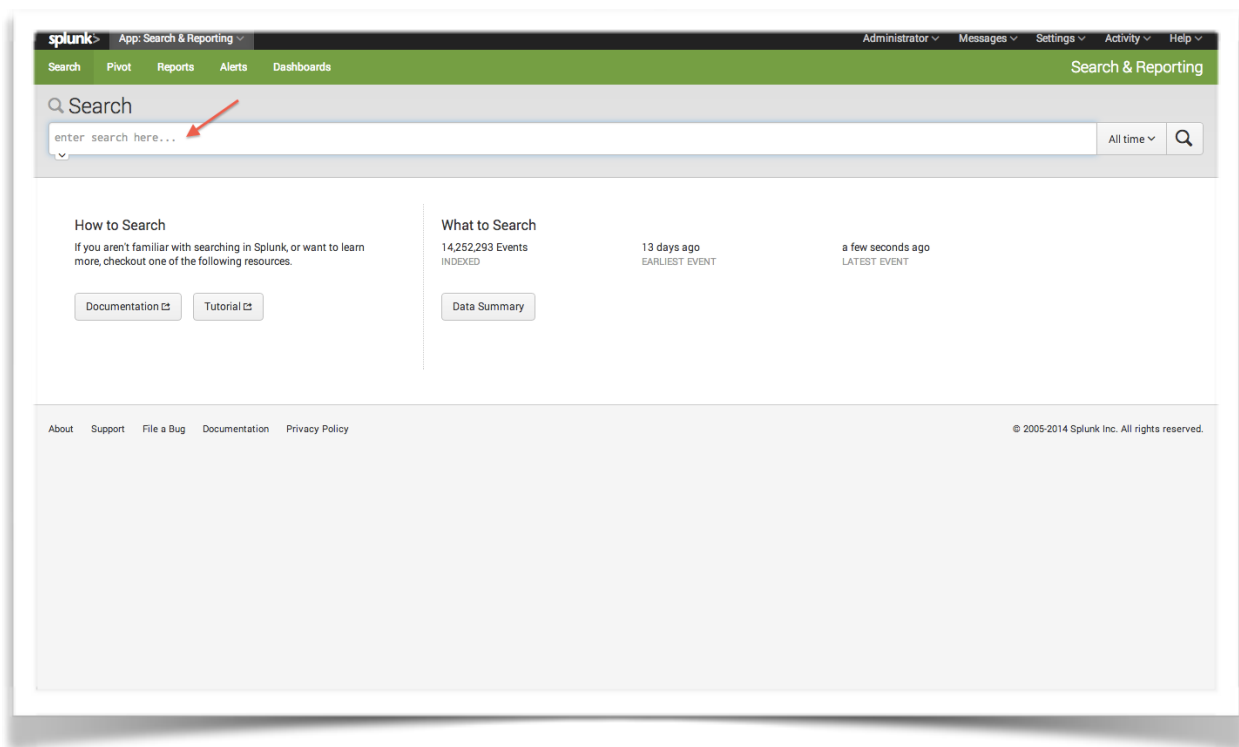 splunk> App: Search & Reporting Administrator Messages Settings Activity Help
Search Pivot Reports Alerts Dashboards Search & Reporting
Search
enter search here... All time
How to Search
If you aren't familiar with searching in Splunk, or want to learn
more, checkout one of the following resources.
Documentation Tutorial
What to Search
14,252,293 Events 13 days ago a few seconds ago
INDEXED EARLIEST EVENT LATEST EVENT
Data Summary
About Support File a Bug Documentation Privacy Policy © 2005-2014 Splunk Inc. All rights reserved.